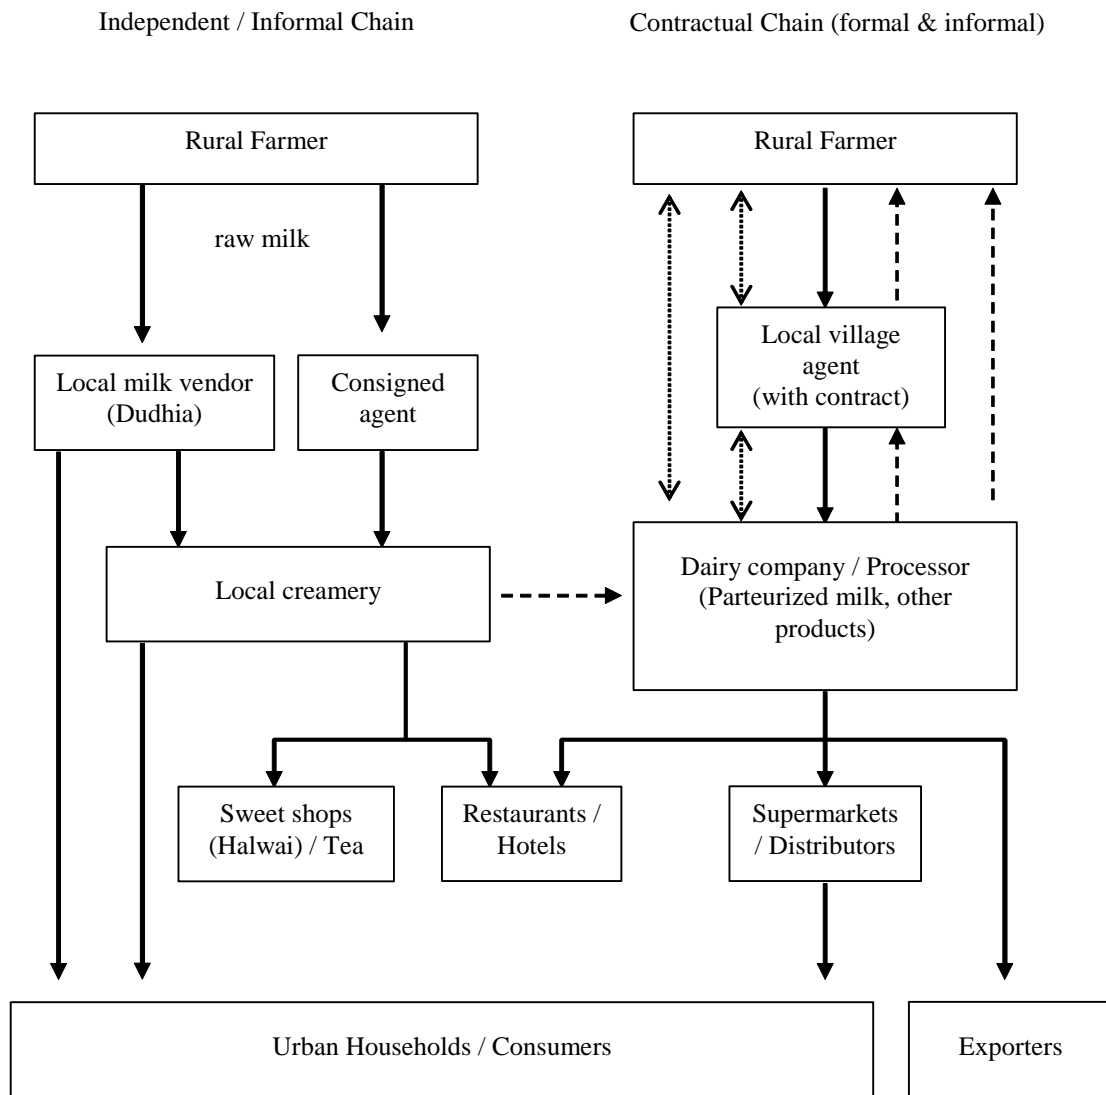 Independent / Informal Chain
Contractual Chain (formal & informal)
Rural Farmer
Rural Farmer
raw milk
Local village
agent
(with contract)
Local milk vendor
(Dudhia)
Consigned
agent
Local creamery
Dairy company / Processor
(Parteurized milk, other
products)
Sweet shops
(Halwai) / Tea
Restaurants /
Hotels
Supermarkets
/ Distributors
Urban Households / Consumers
Exporters